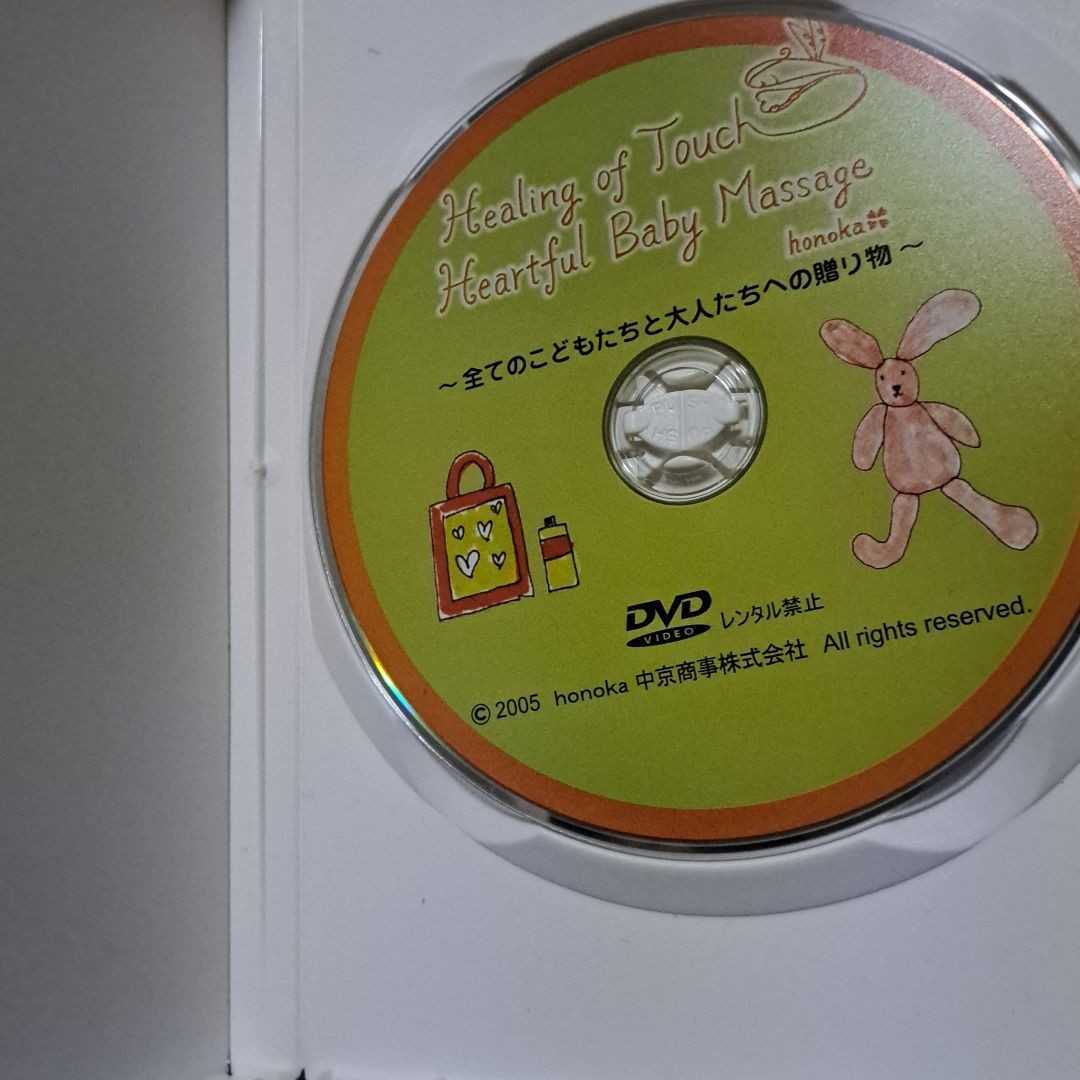 Healing of Touch
Heartful Baby Massage
honoka
～全てのこどもたちと大人たちへの贈り物～
DVD
VIDEO
レンタル禁止
© 2005 honoka 中京商事株式会社 All rights reserved.